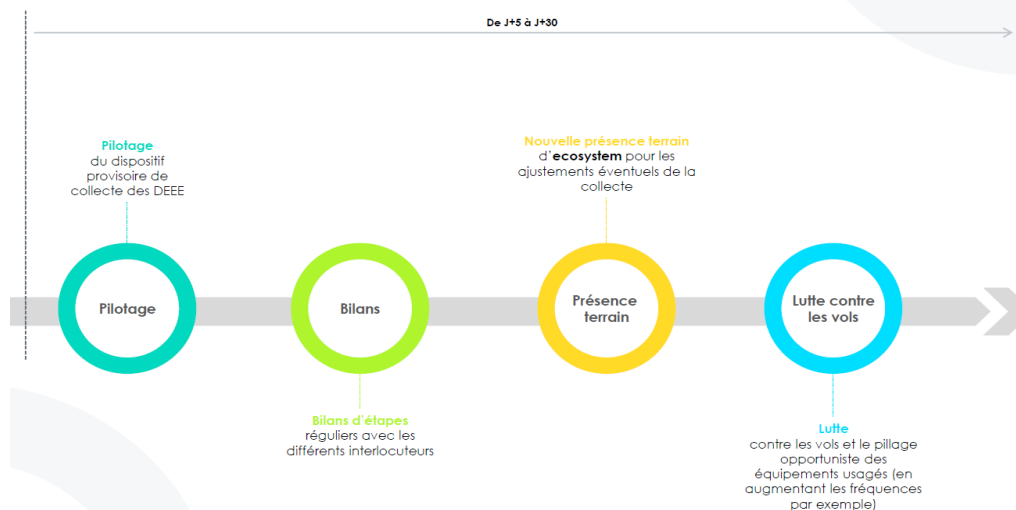 De J+5 à J+30
Pilotage
du dispositif
provisoire de
collecte des DEEE
Nouvelle présence terrain
d'ecosystem pour les
ajustements éventuels de la
collecte
Pilotage
Bilans
Présence
terrain
Lutte contre
les vols
Bilans d'étapes
réguliers avec les
différents interlocuteurs
Lutte
contre les vols et le pillage
opportuniste des
équipements usagés (en
augmentant les fréquences
par exemple)